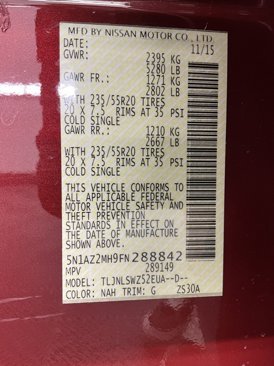 MFD BY NISSAN MOTOR CO., LTD.
DATE: 11/15
GVWR: 2395 KG
5280 LB
GAWR FR.: 1271 KG
2802 LB
WITH 235/55R20 TIRES
20 x 7.5 RIMS AT 35 PSI
COLD SINGLE
GAWR RR.: 1210 KG
2667 LB
WITH 235/55R20 TIRES
20 x 7.5 RIMS AT 35 PSI
COLD SINGLE
THIS VEHICLE CONFORMS TO
ALL APPLICABLE FEDERAL
MOTOR VEHICLE SAFETY AND
THEFT PREVENTION
STANDARDS IN EFFECT ON
THE DATE OF MANUFACTURE
SHOWN ABOVE.
5N1AZ2MH9FN288842
MPV 289149
MODEL: TLJNLSWZ52EUA--D--
COLOR: NAH TRIM: G ZS30A